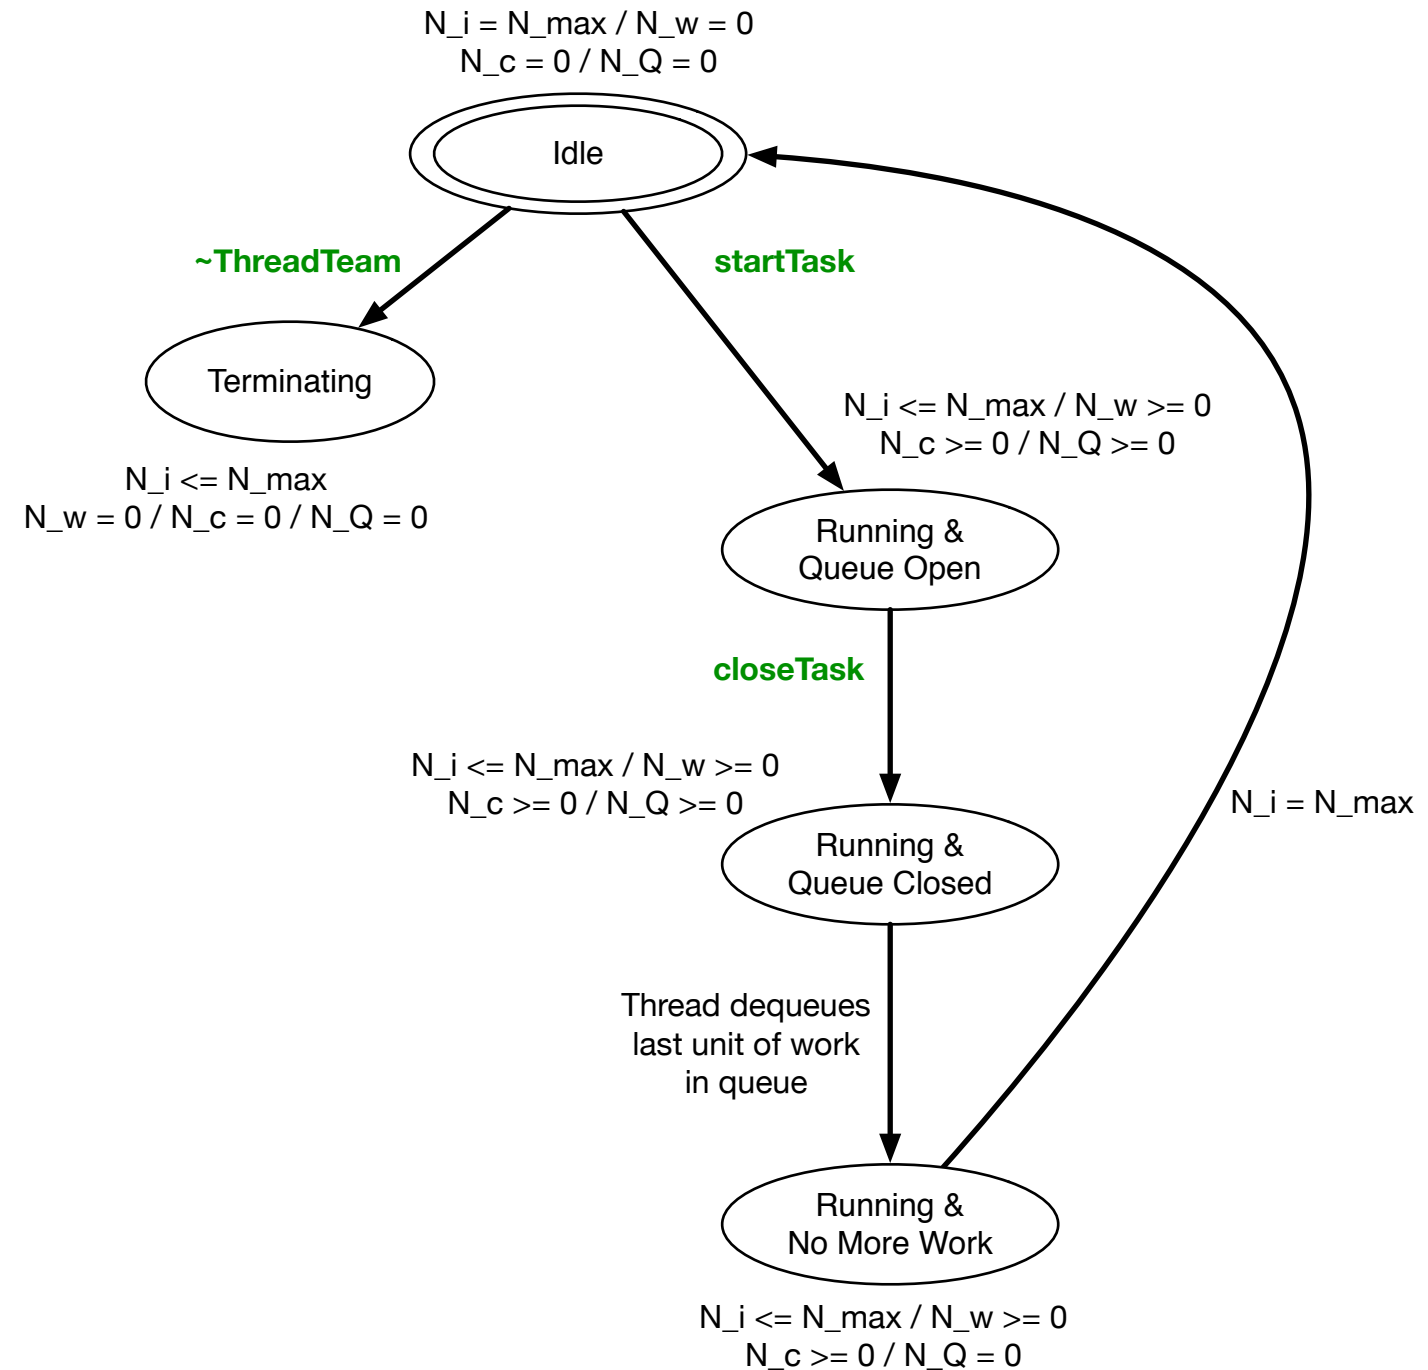 N_i = N_max / N_w = 0
N_c = 0 / N_Q = 0
Idle
~ThreadTeam
startTask
Terminating
N_i <= N_max
N_w = 0 / N_c = 0 / N_Q = 0
N_i <= N_max / N_w >= 0
N_c >= 0 / N_Q >= 0
Running &
Queue Open
closeTask
N_i <= N_max / N_w >= 0
N_c >= 0 / N_Q >= 0
Running &
Queue Closed
N_i = N_max
Thread dequeues
last unit of work
in queue
Running &
No More Work
N_i <= N_max / N_w >= 0
N_c >= 0 / N_Q = 0